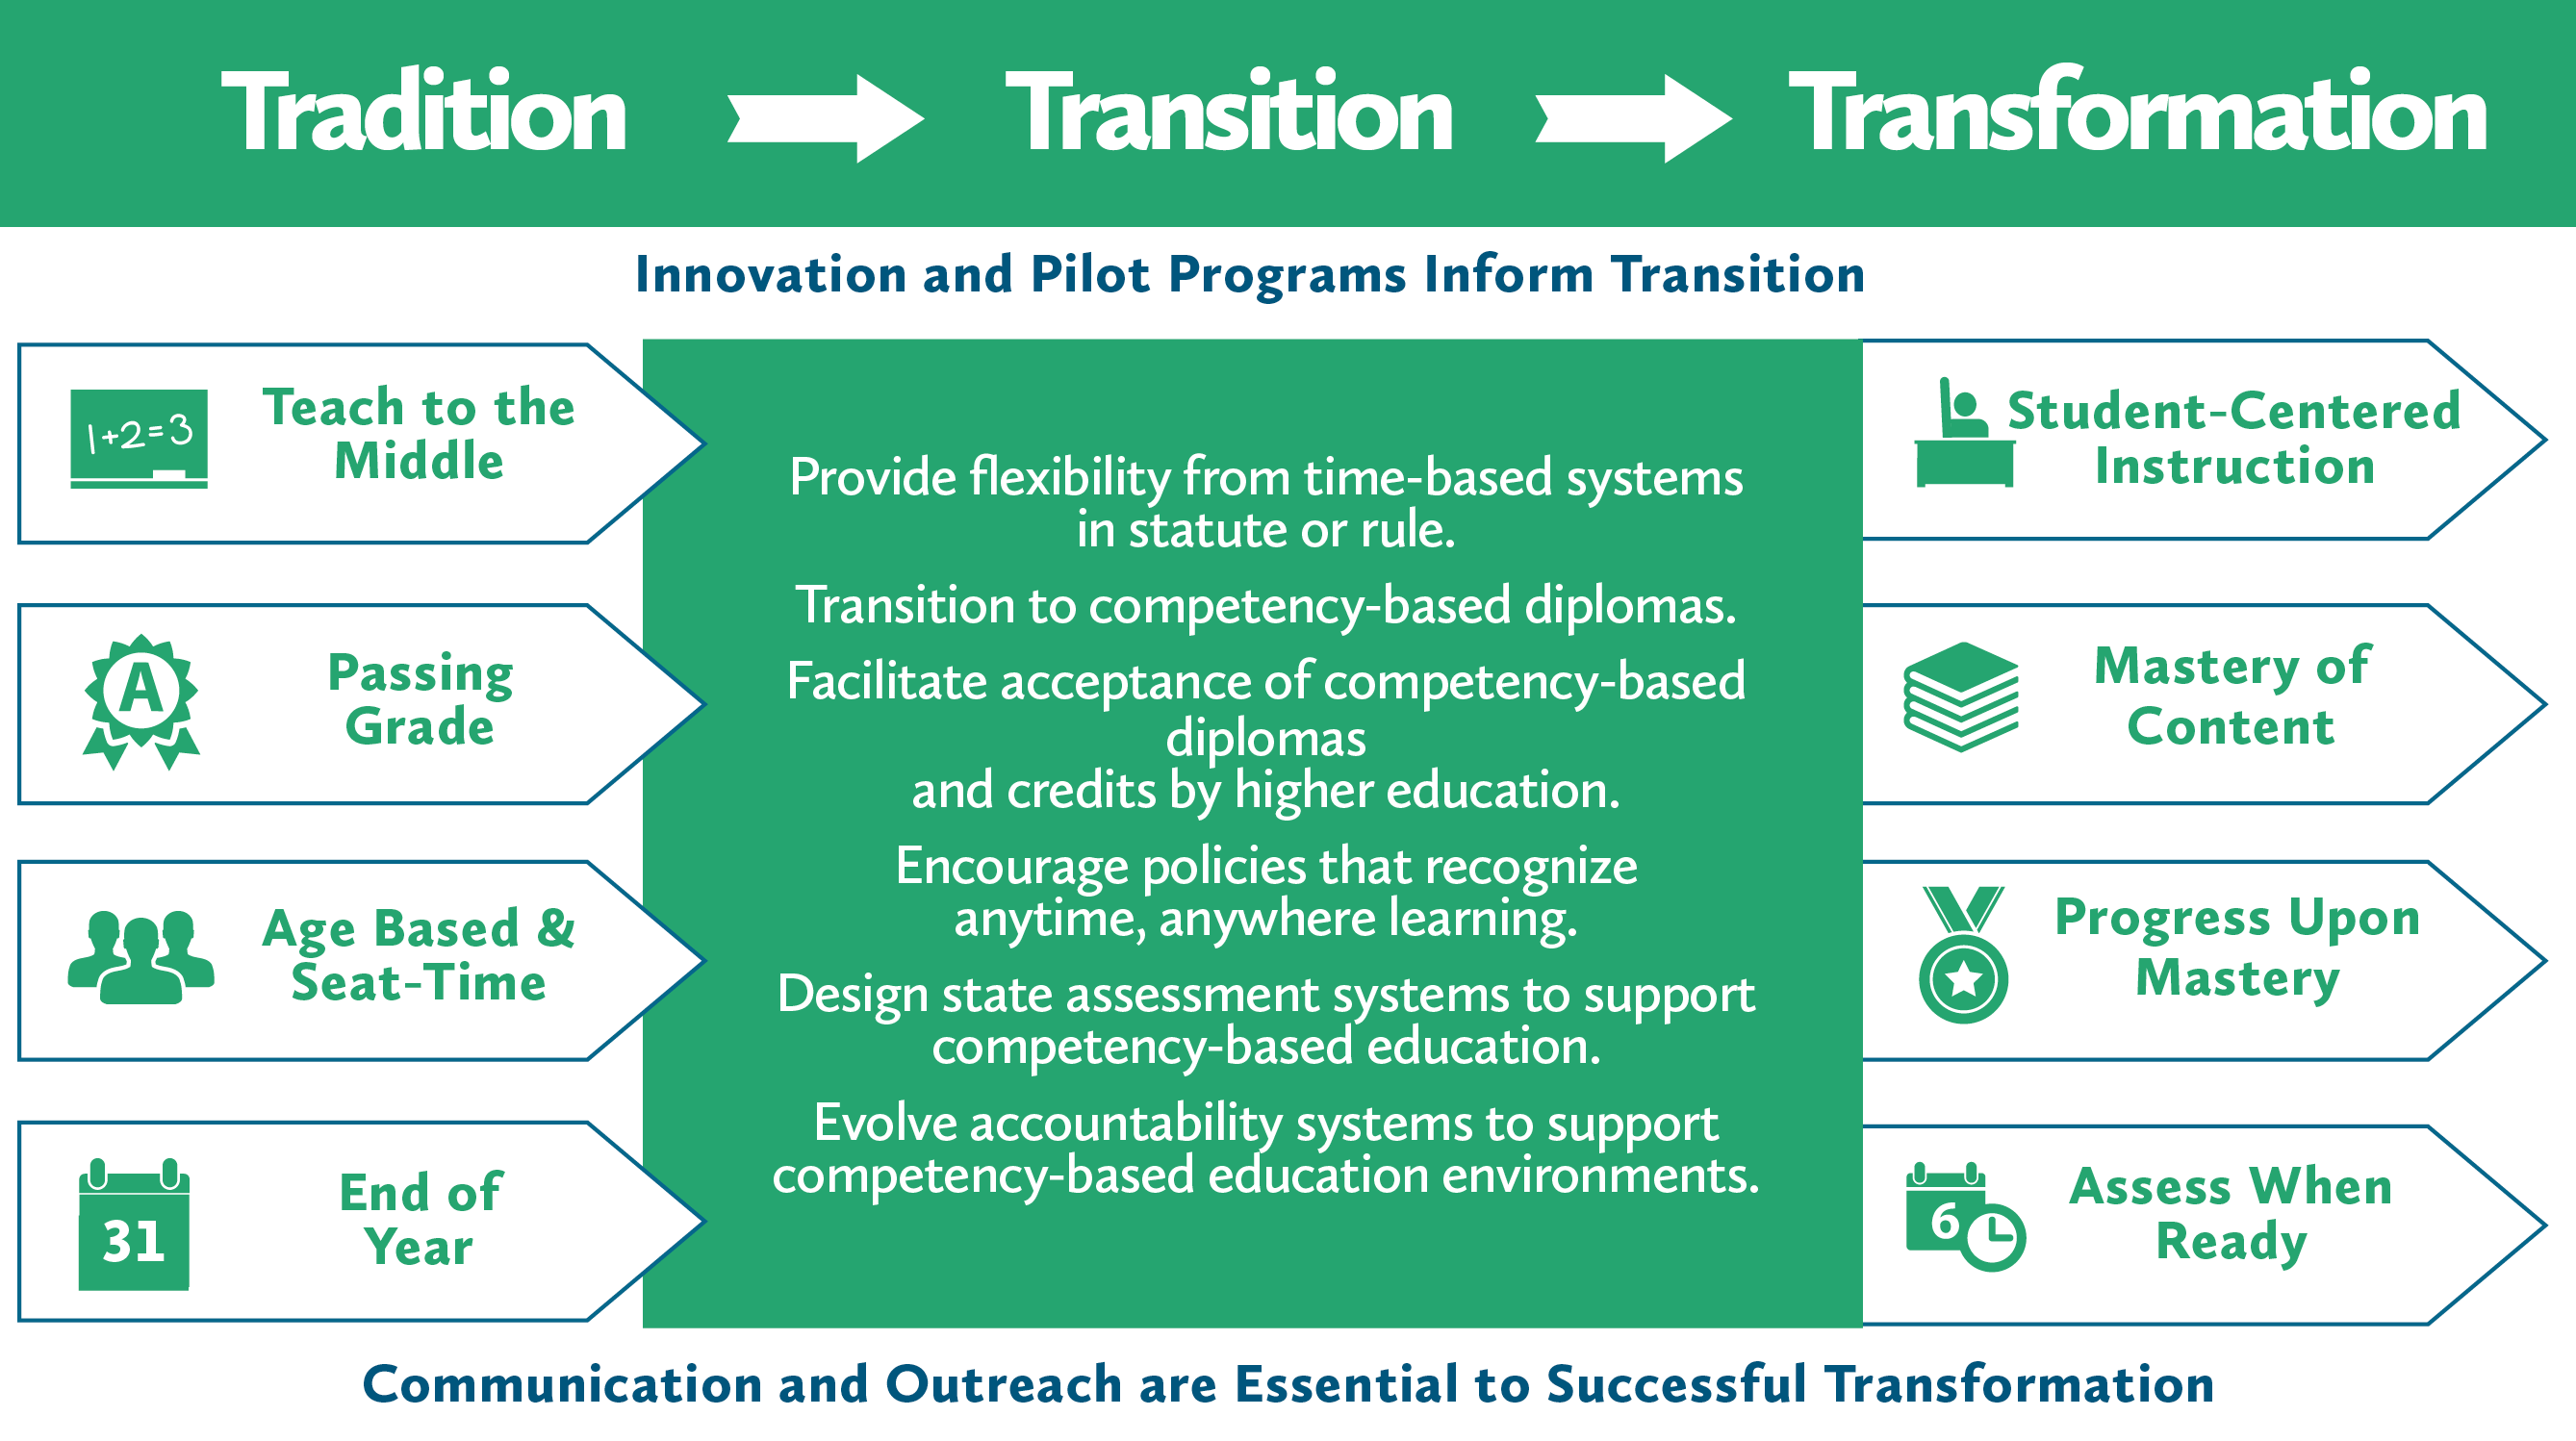 Tradition Transition Transformation
Innovation and Pilot Programs Inform Transition
1+2=3
Teach to the
Middle
A
Passing
Grade
Age Based &
Seat-Time
31
End of
Year
Provide flexibility from time-based systems
in statute or rule.
Transition to competency-based diplomas.
Facilitate acceptance of competency-based
diplomas
and credits by higher education.
Encourage policies that recognize
anytime, anywhere learning.
Design state assessment systems to support
competency-based education.
Evolve accountability systems to support
competency-based education environments.
Student-Centered
Instruction
Mastery of
Content
Progress Upon
Mastery
6
Assess When
Ready
Communication and Outreach are Essential to Successful Transformation